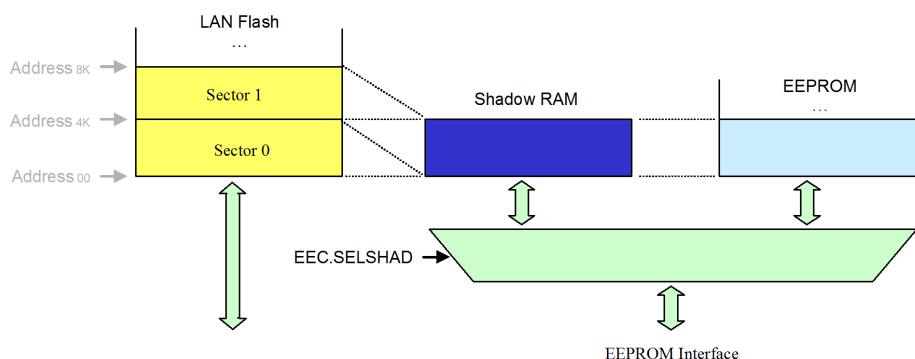 LAN Flash
...
Address 8K
Sector 1
Address 4K
Sector 0
Address 00
Shadow RAM
EEPROM
...
EEC.SELSHAD
EEPROM Interface